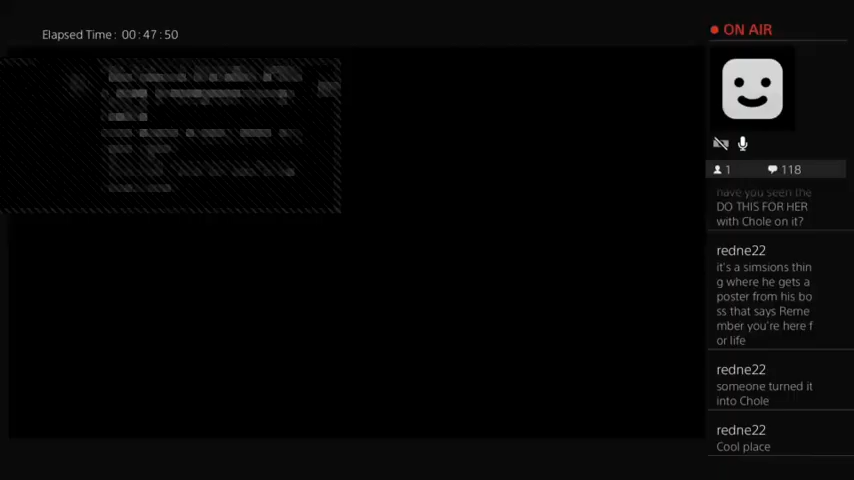 Elapsed Time: 00:47:50
ON AIR
1
118
have you seen the
DO THIS FOR HER
with Chole on it?
redne22
it's a simsions thin
g where he gets a
poster from his bo
ss that says Reme
mber you're here f
or life
redne22
someone turned it
into Chole
redne22
Cool place